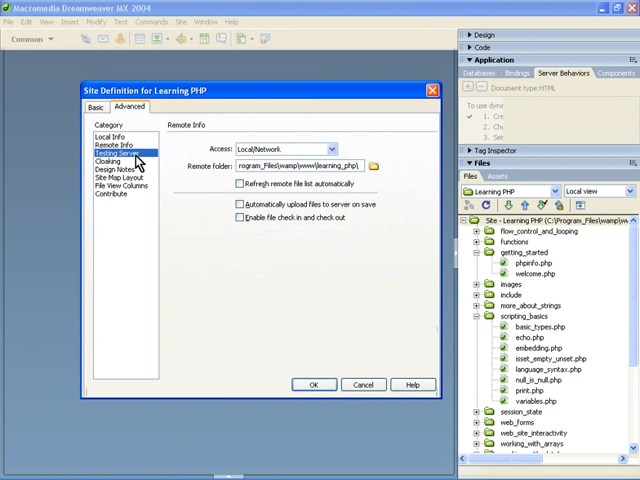 Macromedia Dreamweaver MX 2004
File Edit View Insert Modify Text Commands Site Window Help
Common
Site Definition for Learning PHP
Basic Advanced
Category
Local Info
Remote Info
Testing Server
Cloaking
Design Notes
Site Map Layout
File View Columns
Contribute
Remote Info
Access: Local/Network
Remote folder: rogram_Files\wamp\www\learning_php\
Refresh remote file list automatically
Automatically upload files to server on save
Enable file check in and check out
OK Cancel Help
Design
Code
Application
Databases Bindings Server Behaviors Components
Document type:HTML
To use dyna
1. Cre
2. Ch
3.
Tag Inspector
Files
Files Assets
Learning PHP Local view
Site - Learning PHP (C:\Program_Files\wamp\w
flow_control_and_looping
functions
getting_started
phpinfo.php
welcome.php
images
include
more_about_strings
scripting_basics
basic_types.php
echo.php
embedding.php
isset_empty_unset.php
language_syntax.php
null_is_null.php
print.php
variables.php
session_state
web_forms
web_site_interactivity
working_with_arrays